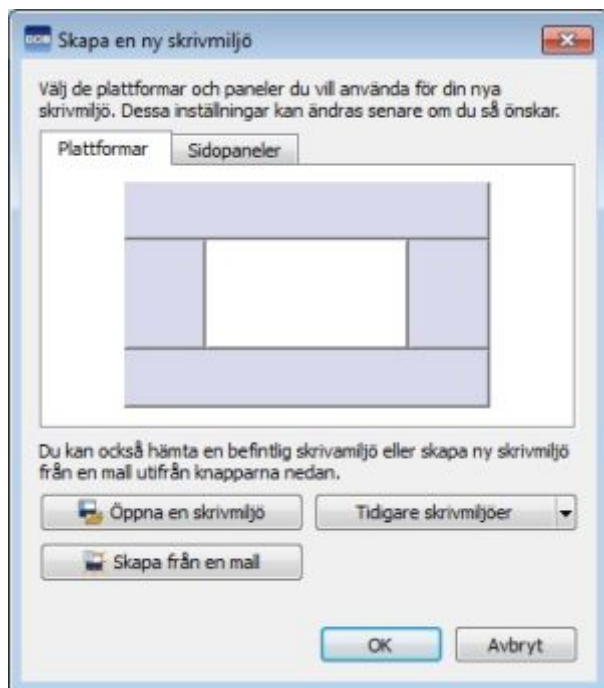 Skapa en ny skrivmiljö
Välj de plattformar och paneler du vill använda för din nya
skrivmiljö. Dessa inställningar kan ändras senare om du så önskar.
Plattformar
Sidopaneler
Du kan också hämta en befintlig skrivamiljö eller skapa ny skrivmiljö
från en mall utifrån knapparna nedan.
Öppna en skrivmiljö
Tidigare skrivmiljöer
Skapa från en mall
OK
Avbryt